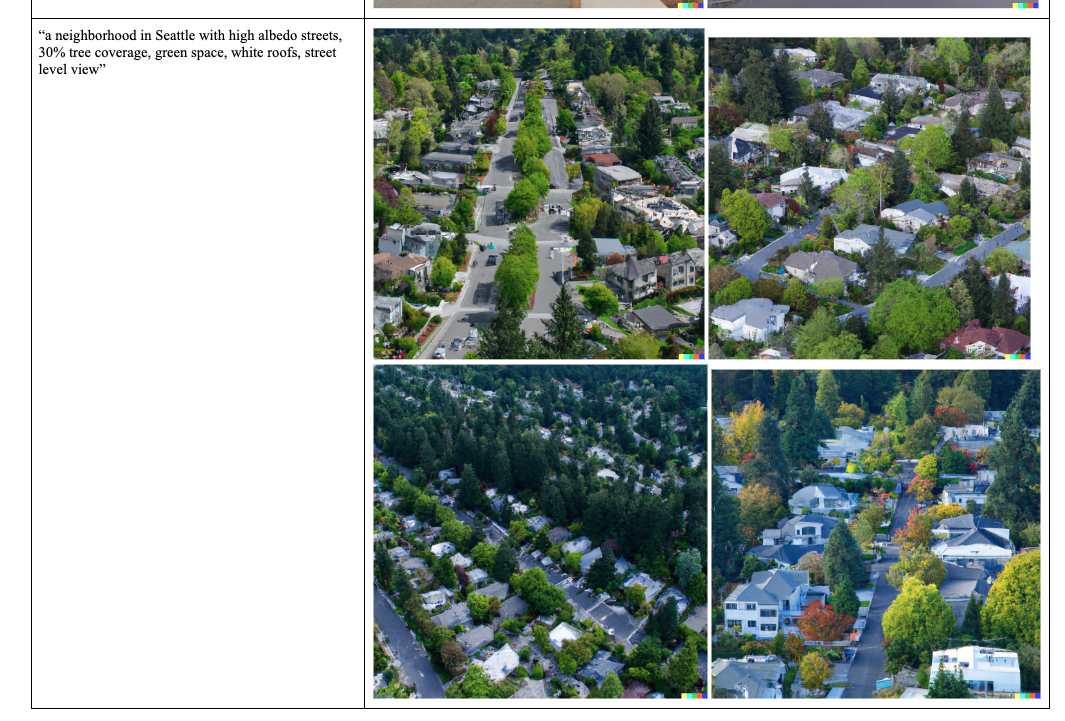 “a neighborhood in Seattle with high albedo streets,
30% tree coverage, green space, white roofs, street
level view”